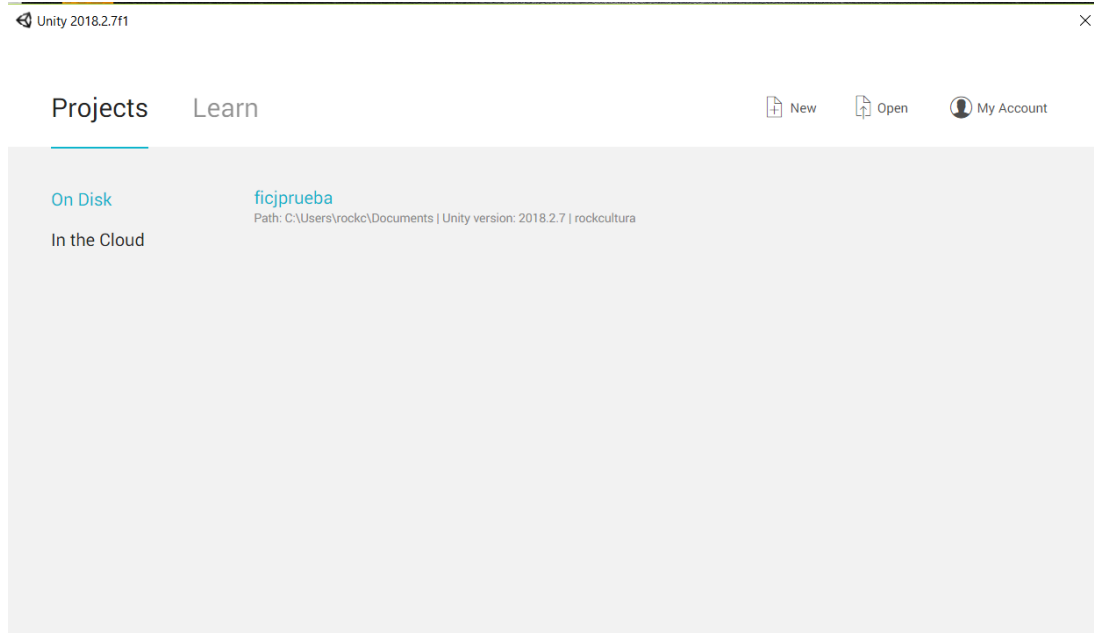 Unity 2018.2.7f1
Projects Learn New Open My Account
On Disk
In the Cloud
ficjprueba
Path: C:\Users\rockc\Documents | Unity version: 2018.2.7 | rockcultura